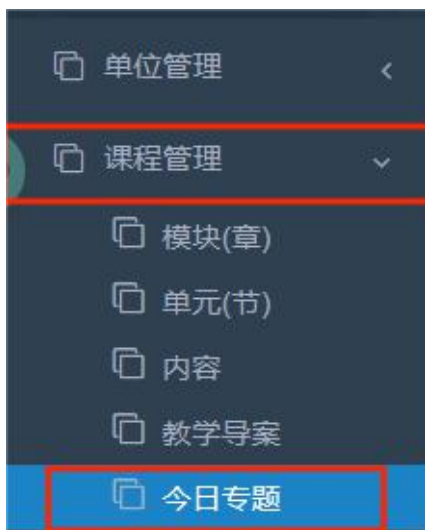 单位管理
课程管理
模块(章)
单元(节)
内容
教学导案
今日专题